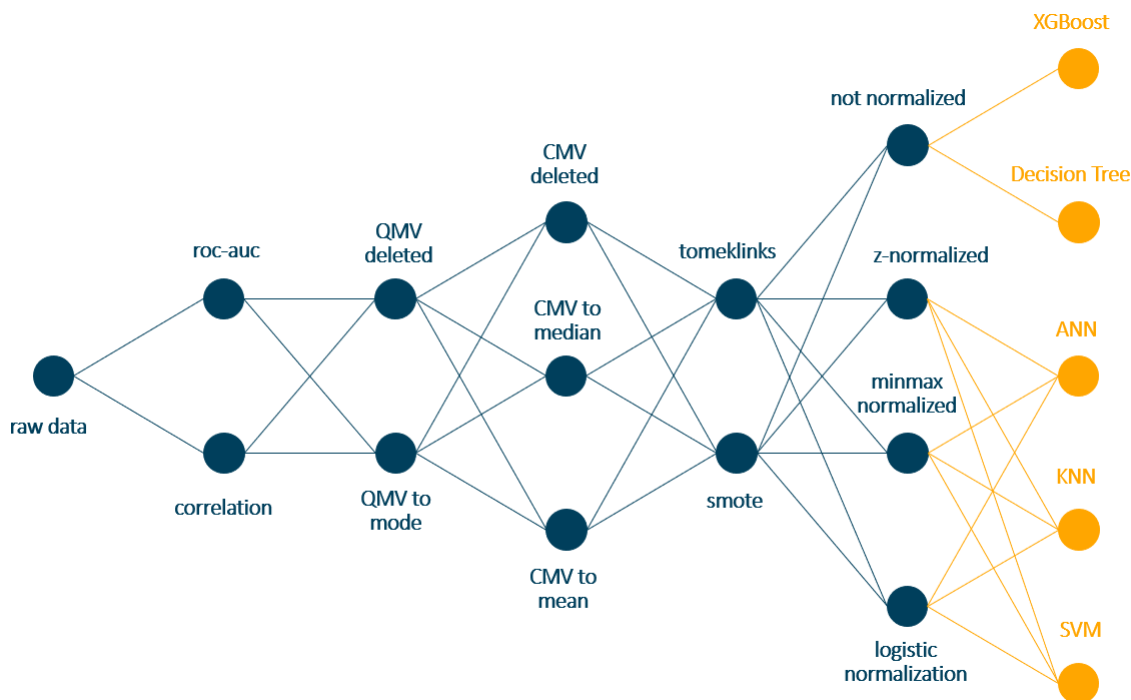 XGBoost
not normalized
CMV
deleted
Decision Tree
roc-auc
QMV
deleted
tomeklinks
z-normalized
CMV to
median
ANN
minmax
normalized
raw data
correlation
QMV to
mode
smote
KNN
CMV to
mean
logistic
normalization
SVM